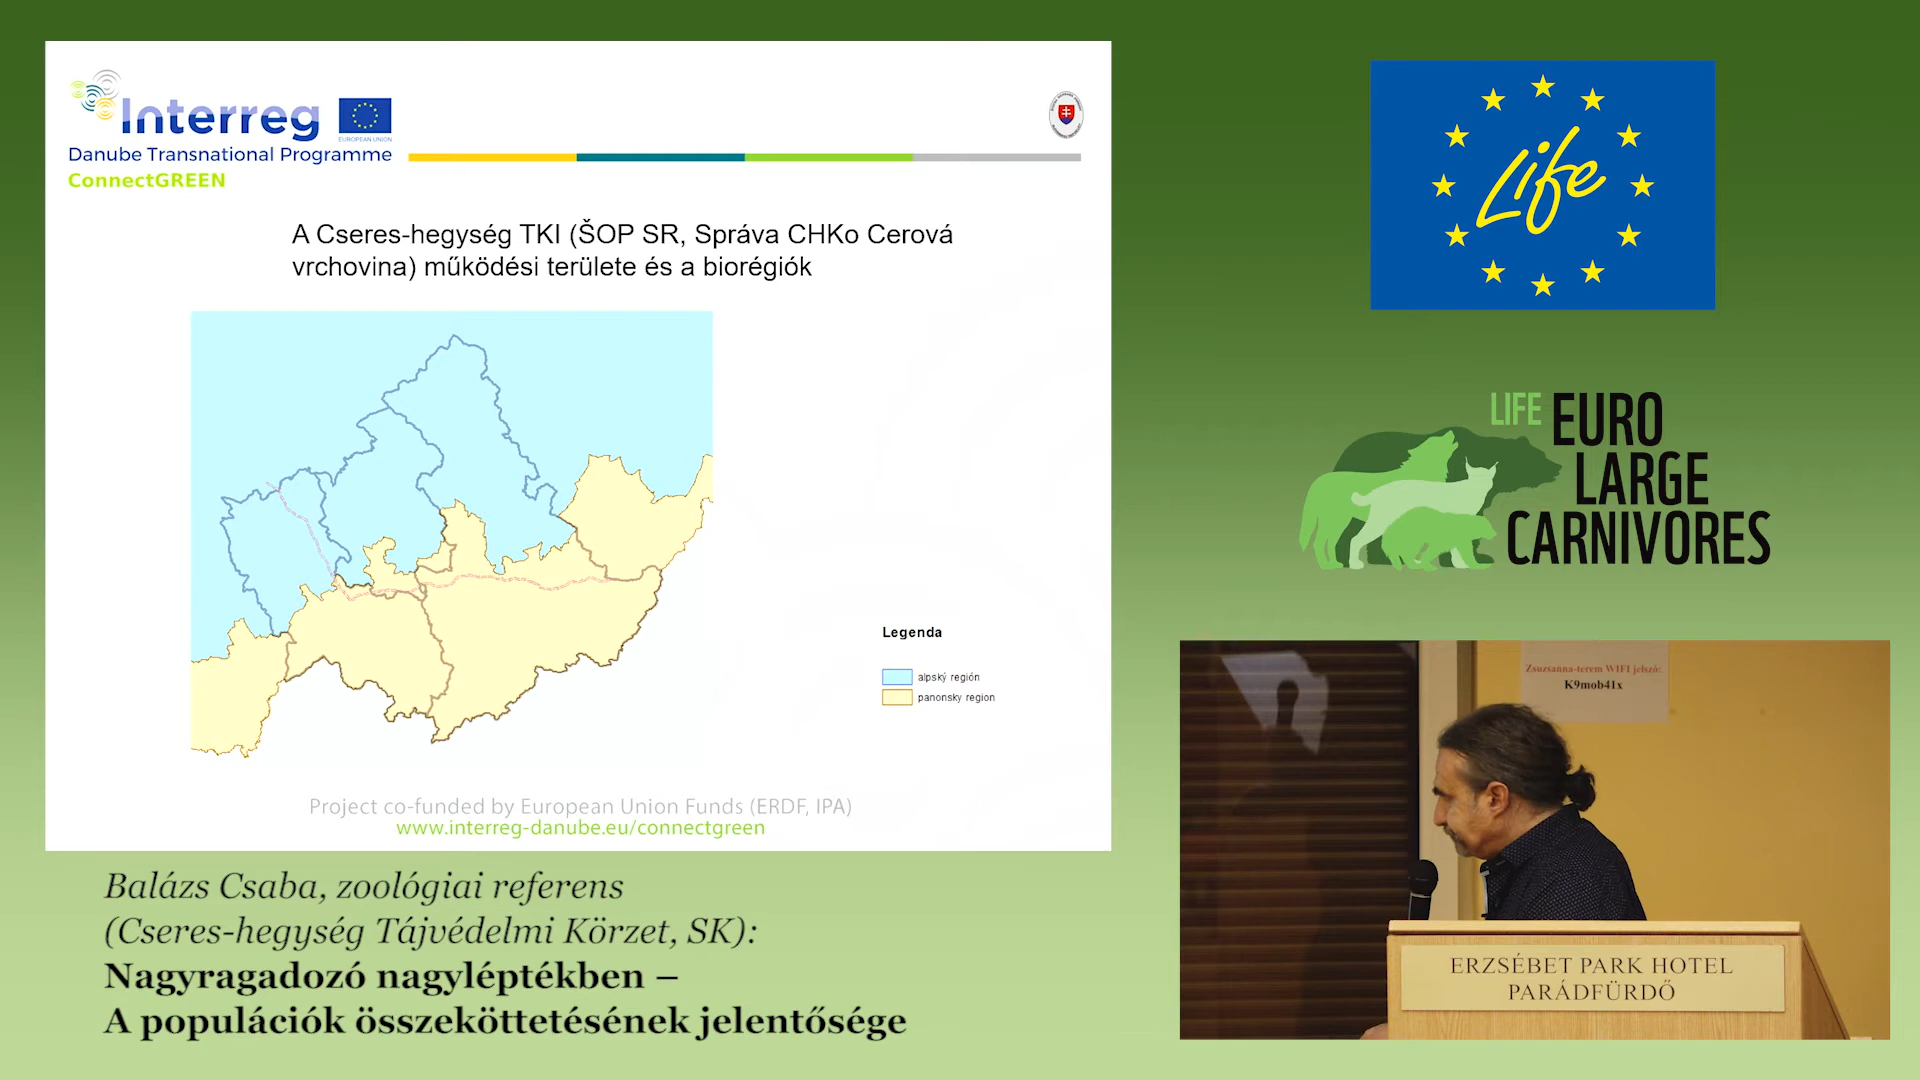 Interreg
EUROPEAN UNION
Danube Transnational Programme
ConnectGREEN
A Cseres-hegység TKI (ŠOP SR, Správa CHKo Cerová
vrchovina) működési területe és a biorégiók
Legenda
alpský región
panonsky region
Project co-funded by European Union Funds (ERDF, IPA)
www.interreg-danube.eu/connectgreen
Balázs Csaba, zoológiai referens
(Cseres-hegység Tájvédelmi Körzet, SK):
Nagyragadozó nagyléptékben –
A populációk összeköttetésének jelentősége
Life
LIFE EURO
LARGE
CARNIVORES
Zsuzsanna-terem WIFI jelszó:
K9mob41x
ERZSÉBET PARK HOTEL
PARÁDFÜRDŐ